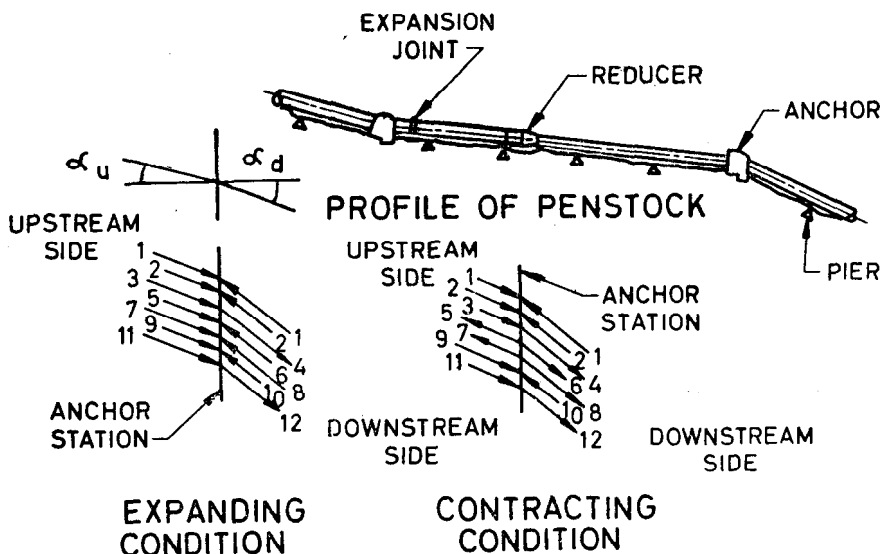 EXPANSION
JOINT
REDUCER
ANCHOR
α u
α d
PROFILE OF PENSTOCK
PIER
UPSTREAM
SIDE
1
2
3
5
7
9
11
1
2
4
6
8
10
12
ANCHOR
STATION
DOWNSTREAM
SIDE
EXPANDING
CONDITION
UPSTREAM
SIDE
1
2
3
5
7
9
11
ANCHOR
STATION
1
2
4
6
8
10
12
DOWNSTREAM
SIDE
CONTRACTING
CONDITION